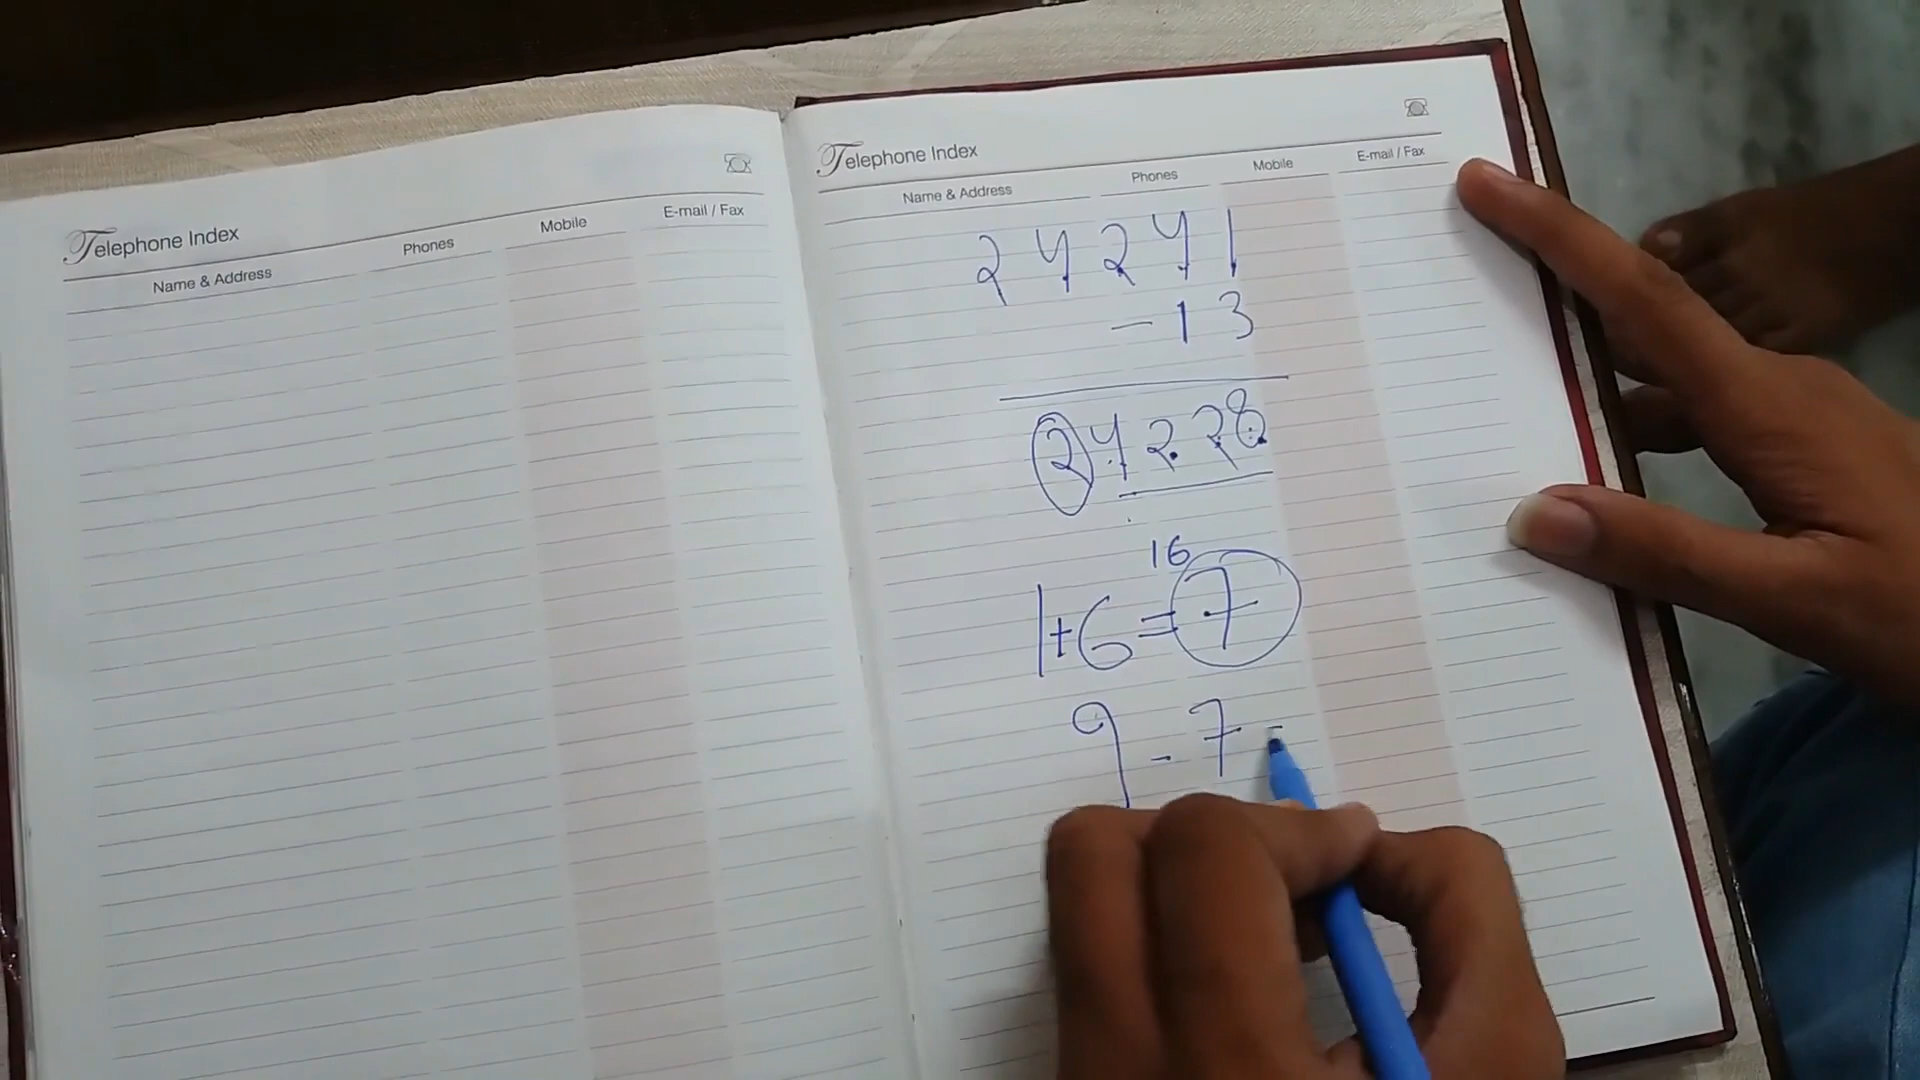 Telephone Index
Name & Address Phones Mobile E-mail / Fax
Telephone Index
Name & Address Phones Mobile E-mail / Fax
24241
- 13
24228
16
1+6=7
9-7=